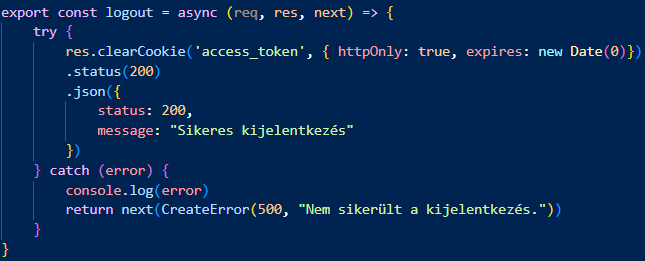 export const logout = async (req, res, next) => {
    try {
        res.clearCookie('access_token', { httpOnly: true, expires: new Date(0)})
        .status(200)
        .json({
            status: 200,
            message: "Sikeres kijelentkezés"
        })
    } catch (error) {
        console.log(error)
        return next(CreateError(500, "Nem sikerült a kijelentkezés."))
    }
}